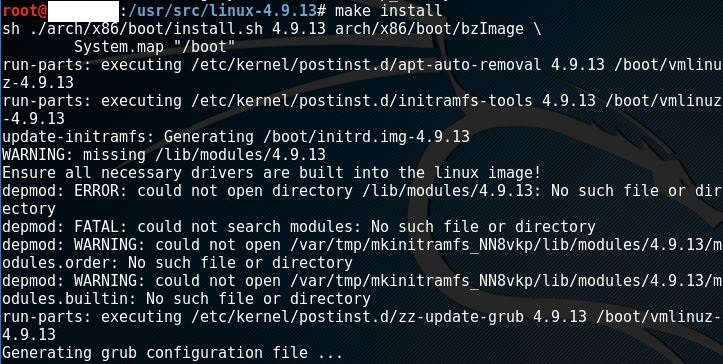 root@:/usr/src/linux-4.9.13# make install
sh ./arch/x86/boot/install.sh 4.9.13 arch/x86/boot/bzImage \
System.map "/boot"
run-parts: executing /etc/kernel/postinst.d/apt-auto-removal 4.9.13 /boot/vmlinu
z-4.9.13
run-parts: executing /etc/kernel/postinst.d/initramfs-tools 4.9.13 /boot/vmlinuz
-4.9.13
update-initramfs: Generating /boot/initrd.img-4.9.13
WARNING: missing /lib/modules/4.9.13
Ensure all necessary drivers are built into the linux image!
depmod: ERROR: could not open directory /lib/modules/4.9.13: No such file or dir
ectory
depmod: FATAL: could not search modules: No such file or directory
depmod: WARNING: could not open /var/tmp/mkinitramfs_NN8vkp/lib/modules/4.9.13/m
odules.order: No such file or directory
depmod: WARNING: could not open /var/tmp/mkinitramfs_NN8vkp/lib/modules/4.9.13/m
odules.builtin: No such file or directory
run-parts: executing /etc/kernel/postinst.d/zz-update-grub 4.9.13 /boot/vmlinuz-
4.9.13
Generating grub configuration file ...